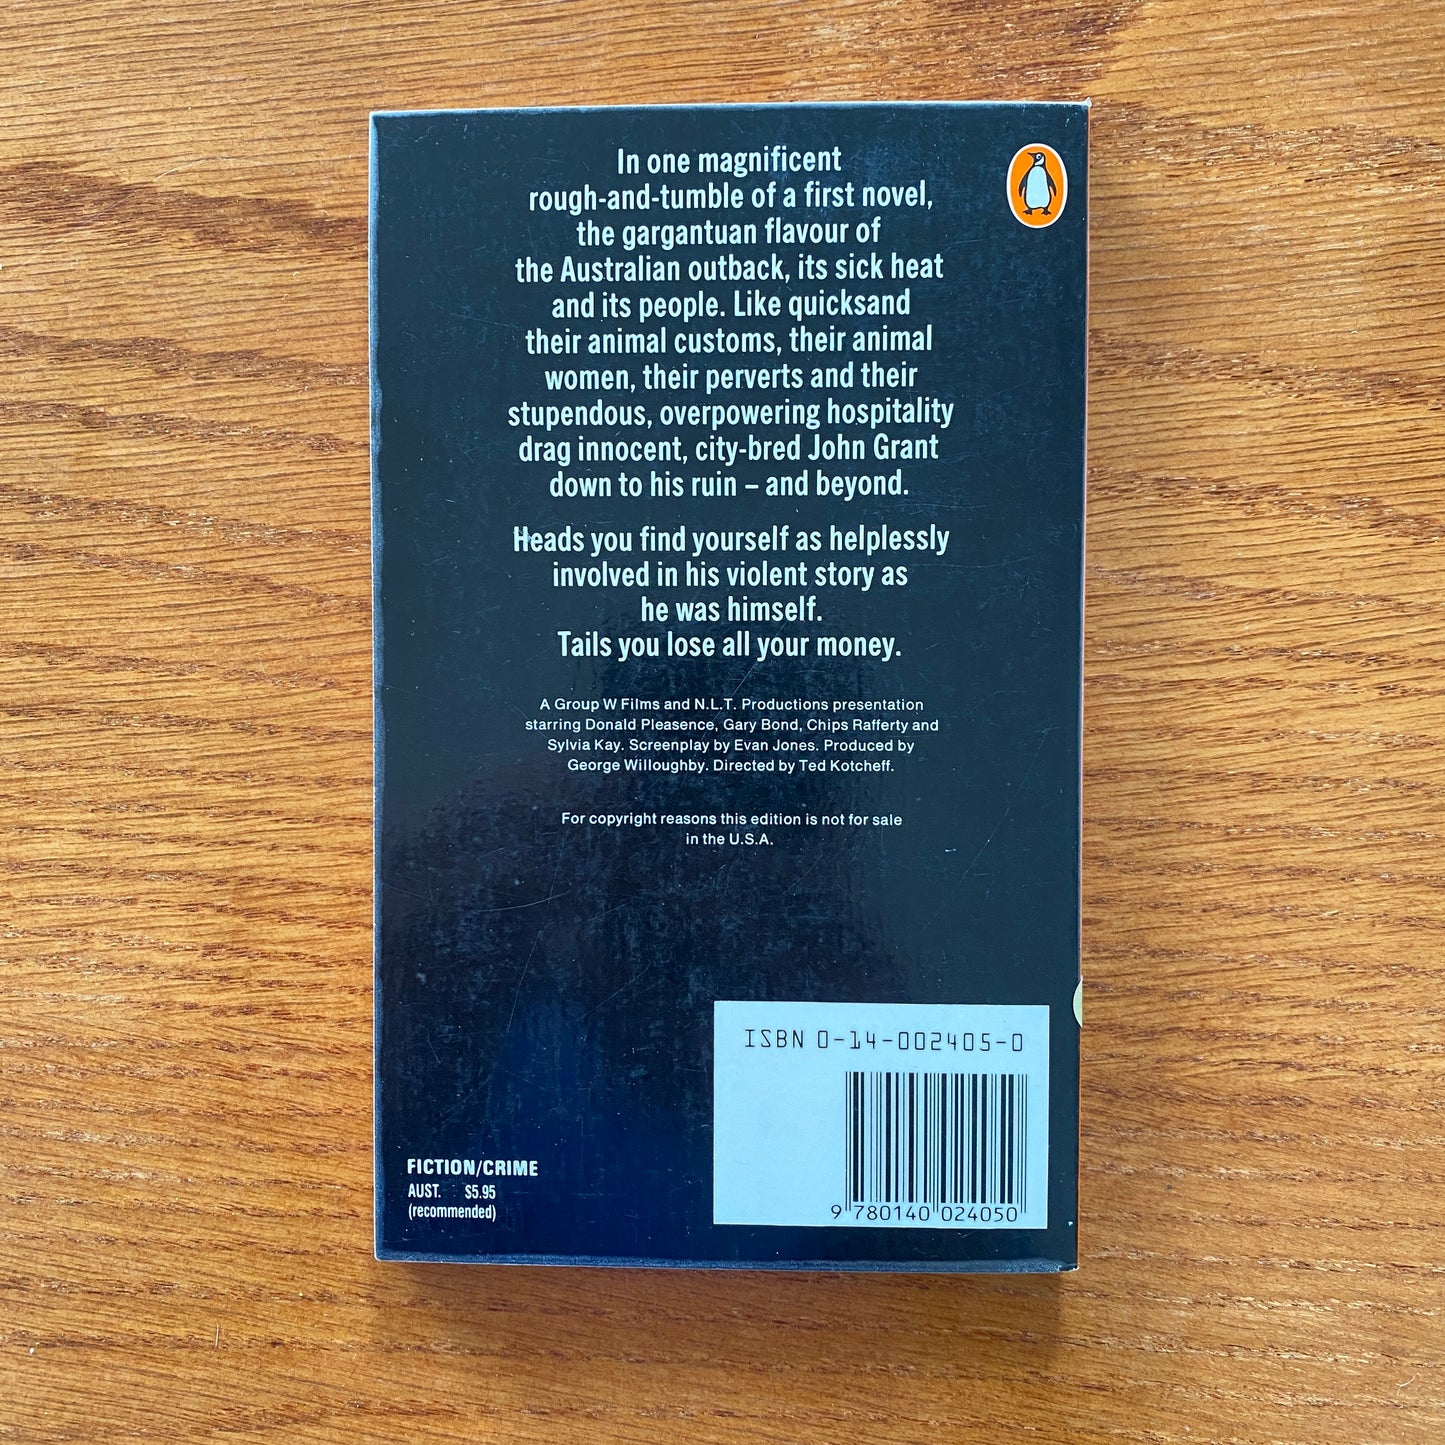 In one magnificent
rough-and-tumble of a first novel,
the gargantuan flavour of
the Australian outback, its sick heat
and its people. Like quicksand
their animal customs, their animal
women, their perverts and their
stupendous, overpowering hospitality
drag innocent, city-bred John Grant
down to his ruin – and beyond.
Heads you find yourself as helplessly
involved in his violent story as
he was himself.
Tails you lose all your money.
A Group W Films and N.L.T. Productions presentation
starring Donald Pleasence, Gary Bond, Chips Rafferty and
Sylvia Kay. Screenplay by Evan Jones. Produced by
George Willoughby. Directed by Ted Kotcheff.
For copyright reasons this edition is not for sale
in the U.S.A.
ISBN 0-14-002405-0
9 780140 024050
FICTION/CRIME
AUST. $5.95
(recommended)